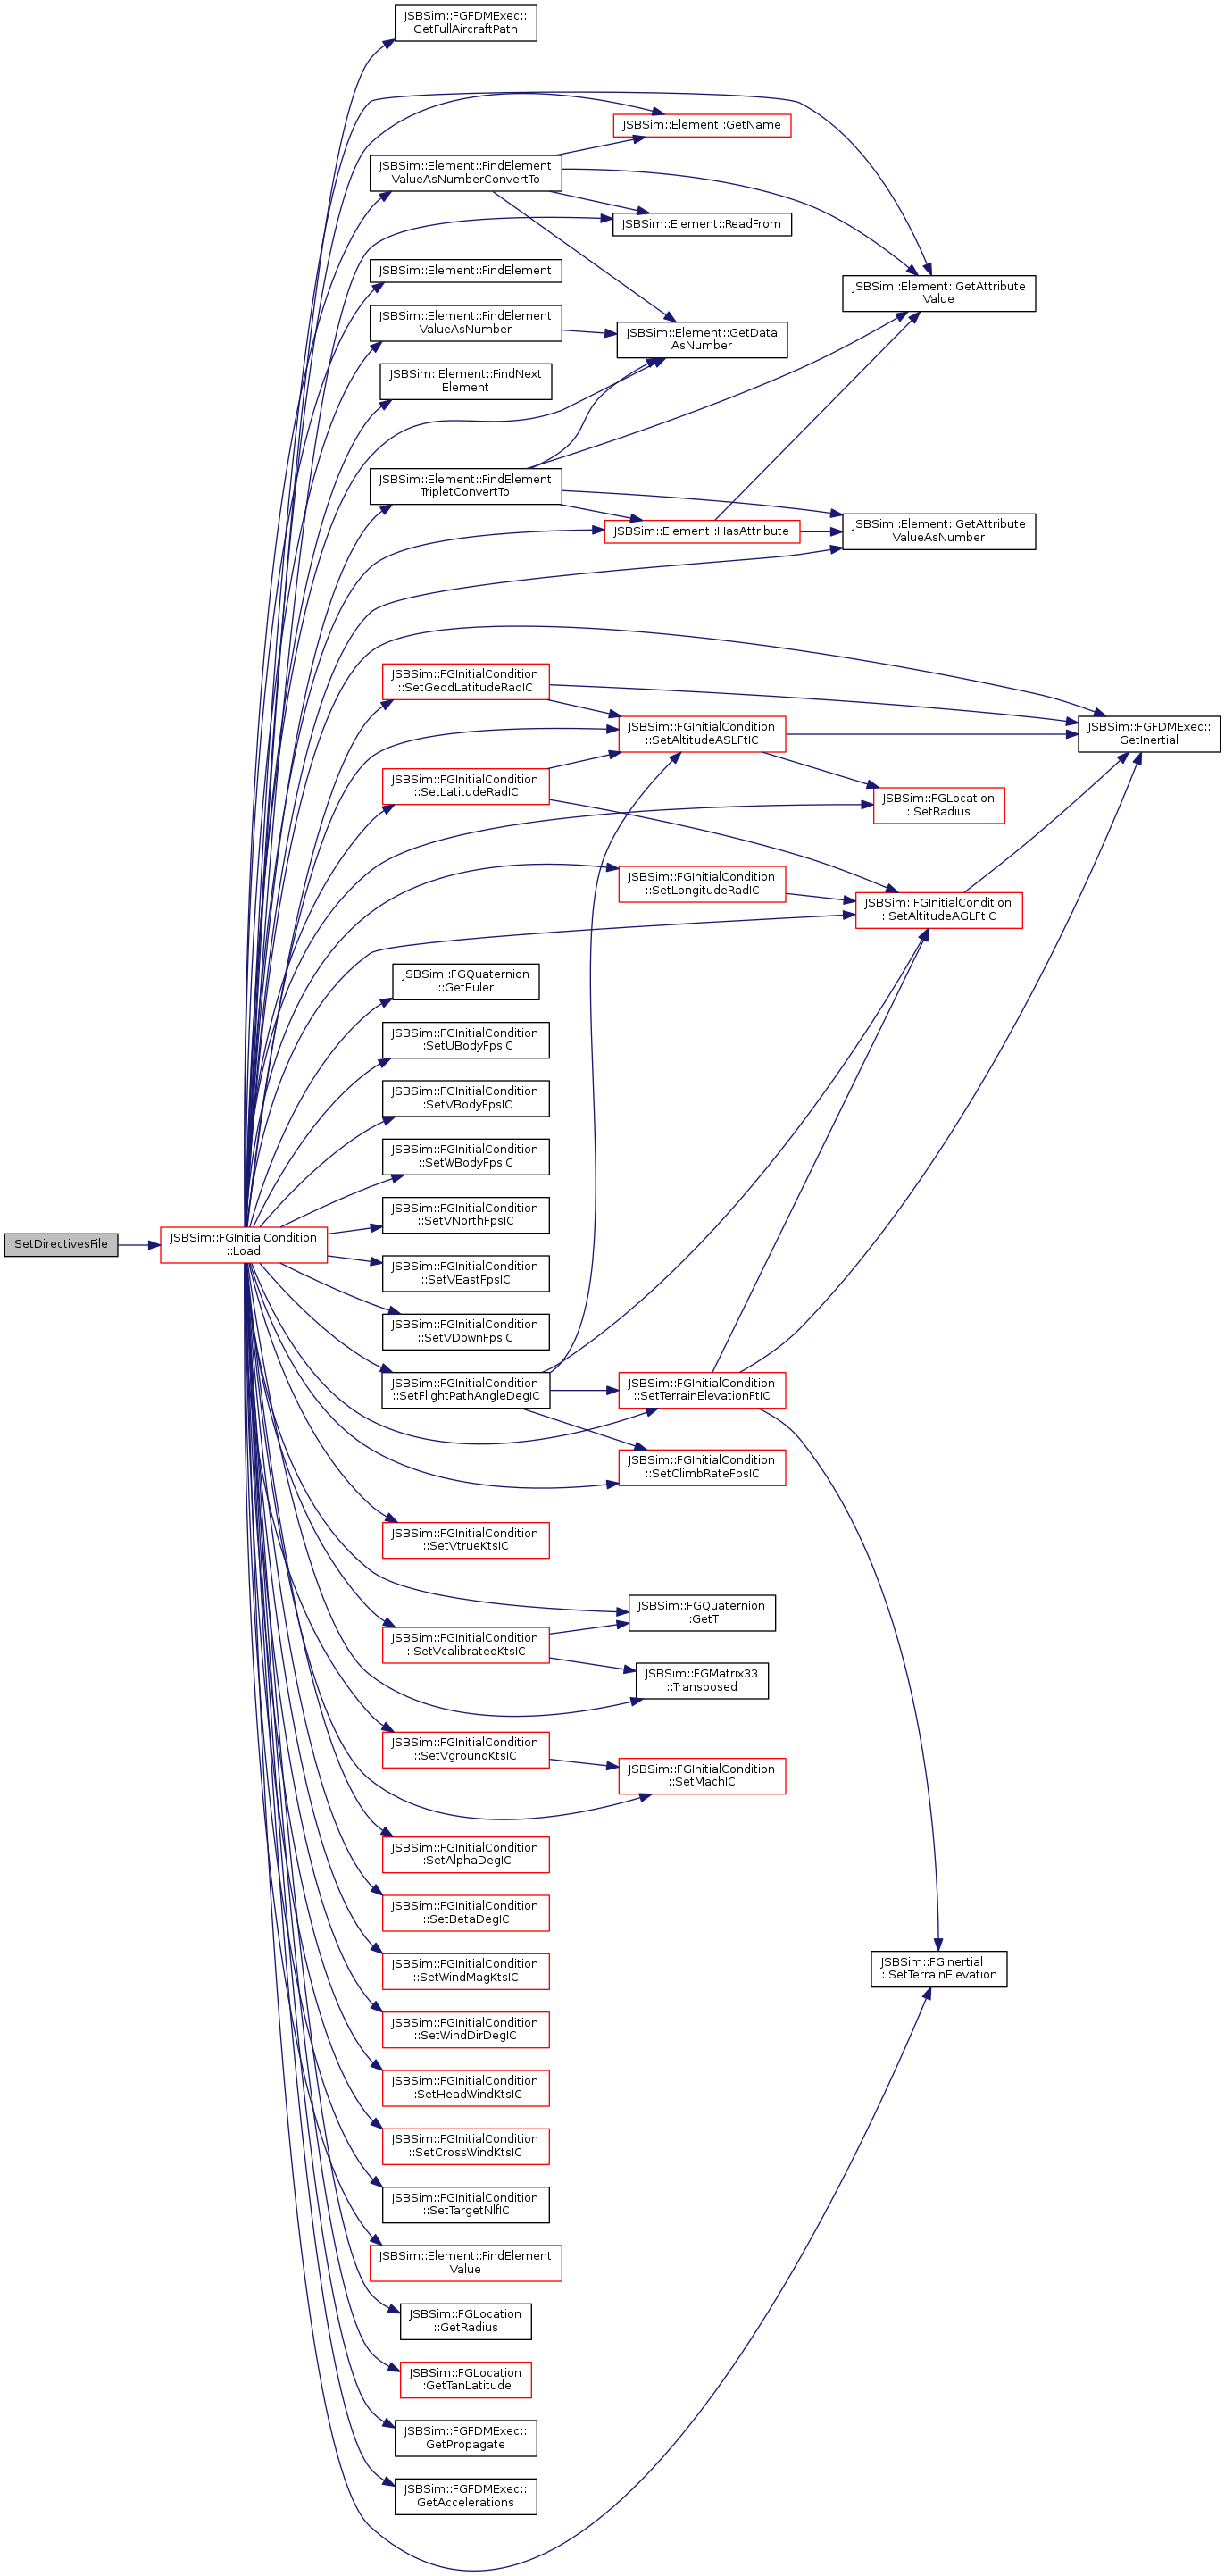 JSBSim::FGFDMExec::
GetFullAircraftPath
JSBSim::Element::GetName
JSBSim::Element::FindElement
ValueAsNumberConvertTo
JSBSim::Element::ReadFrom
JSBSim::Element::FindElement
JSBSim::Element::GetAttribute
Value
JSBSim::Element::FindElement
ValueAsNumber
JSBSim::Element::GetData
AsNumber
JSBSim::Element::FindNext
Element
JSBSim::Element::FindElement
TripletConvertTo
JSBSim::Element::HasAttribute
JSBSim::Element::GetAttribute
ValueAsNumber
JSBSim::FGInitialCondition
::SetGeodLatitudeRadIC
JSBSim::FGInitialCondition
::SetAltitudeASLFtIC
JSBSim::FGFDMExec::
GetInertial
JSBSim::FGInitialCondition
::SetLatitudeRadIC
JSBSim::FGLocation
::SetRadius
JSBSim::FGInitialCondition
::SetLongitudeRadIC
JSBSim::FGInitialCondition
::SetAltitudeAGLFtIC
JSBSim::FGQuaternion
::GetEuler
JSBSim::FGInitialCondition
::SetUBodyFpsIC
JSBSim::FGInitialCondition
::SetVBodyFpsIC
JSBSim::FGInitialCondition
::SetWBodyFpsIC
JSBSim::FGInitialCondition
::SetVNorthFpsIC
SetDirectivesFile
JSBSim::FGInitialCondition
::Load
JSBSim::FGInitialCondition
::SetVEastFpsIC
JSBSim::FGInitialCondition
::SetVDownFpsIC
JSBSim::FGInitialCondition
::SetFlightPathAngleDegIC
JSBSim::FGInitialCondition
::SetTerrainElevationFtIC
JSBSim::FGInitialCondition
::SetClimbRateFpsIC
JSBSim::FGInitialCondition
::SetVtrueKtsIC
JSBSim::FGQuaternion
::GetT
JSBSim::FGInitialCondition
::SetVcalibratedKtsIC
JSBSim::FGMatrix33
::Transposed
JSBSim::FGInitialCondition
::SetVgroundKtsIC
JSBSim::FGInitialCondition
::SetMachIC
JSBSim::FGInitialCondition
::SetAlphaDegIC
JSBSim::FGInitialCondition
::SetBetaDegIC
JSBSim::FGInitialCondition
::SetWindMagKtsIC
JSBSim::FGInertial
::SetTerrainElevation
JSBSim::FGInitialCondition
::SetWindDirDegIC
JSBSim::FGInitialCondition
::SetHeadWindKtsIC
JSBSim::FGInitialCondition
::SetCrossWindKtsIC
JSBSim::FGInitialCondition
::SetTargetNlfIC
JSBSim::Element::FindElement
Value
JSBSim::FGLocation
::GetRadius
JSBSim::FGLocation
::GetTanLatitude
JSBSim::FGFDMExec::
GetPropagate
JSBSim::FGFDMExec::
GetAccelerations